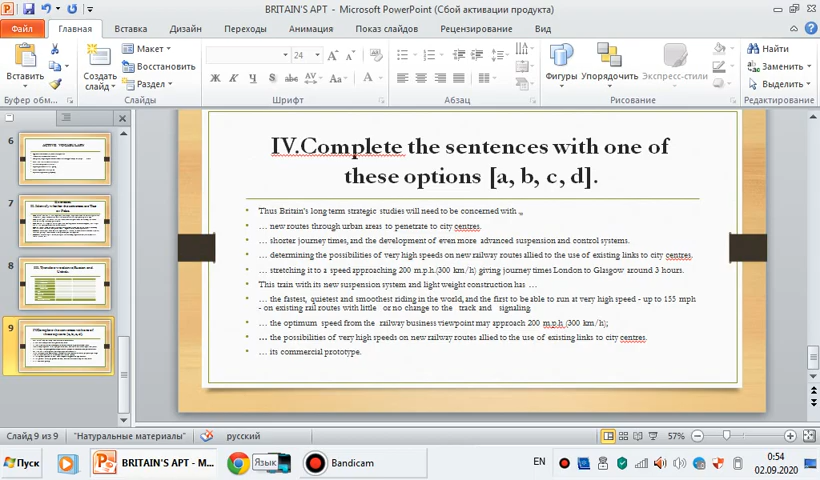 BRITAIN'S APT - Microsoft PowerPoint (Сбой активации продукта)
Файл Главная Вставка Дизайн Переходы Анимация Показ слайдов Рецензирование Вид
Вставить
Создать слайд
Макет
Восстановить
Раздел
24
Фигуры Упорядочить Экспресс-стили
Найти
Заменить
Выделить
Буфер обм... Слайды Шрифт Абзац Рисование Редактирование
6
ACTIVE VOCABULARY
7
8
9
IV.Complete the sentences with one of
these options [a, b, c, d].
Thus Britain's long term strategic studies will need to be concerned with ..
… new routes through urban areas to penetrate to city centres.
… shorter journey times, and the development of even more advanced suspension and control systems.
… determining the possibilities of very high speeds on new railway routes allied to the use of existing links to city centres.
… stretching it to a speed approaching 200 m.p.h.(300 km/h) giving journey times London to Glasgow around 3 hours.
This train with its new suspension system and light weight construction has …
… the fastest, quietest and smoothest riding in the world, and the first to be able to run at very high speed - up to 155 mph
- on existing rail routes with little or no change to the track and signaling
… the optimum speed from the railway business viewpoint may approach 200 m.p.h (300 km/h);
... the possibilities of very high speeds on new railway routes allied to the use of existing links to city centres.
… its commercial prototype.
Слайд 9 из 9 "Натуральные материалы" русский 57%
Пуск BRITAIN'S APT - M... Язык Bandicam EN 0:54
02.09.2020